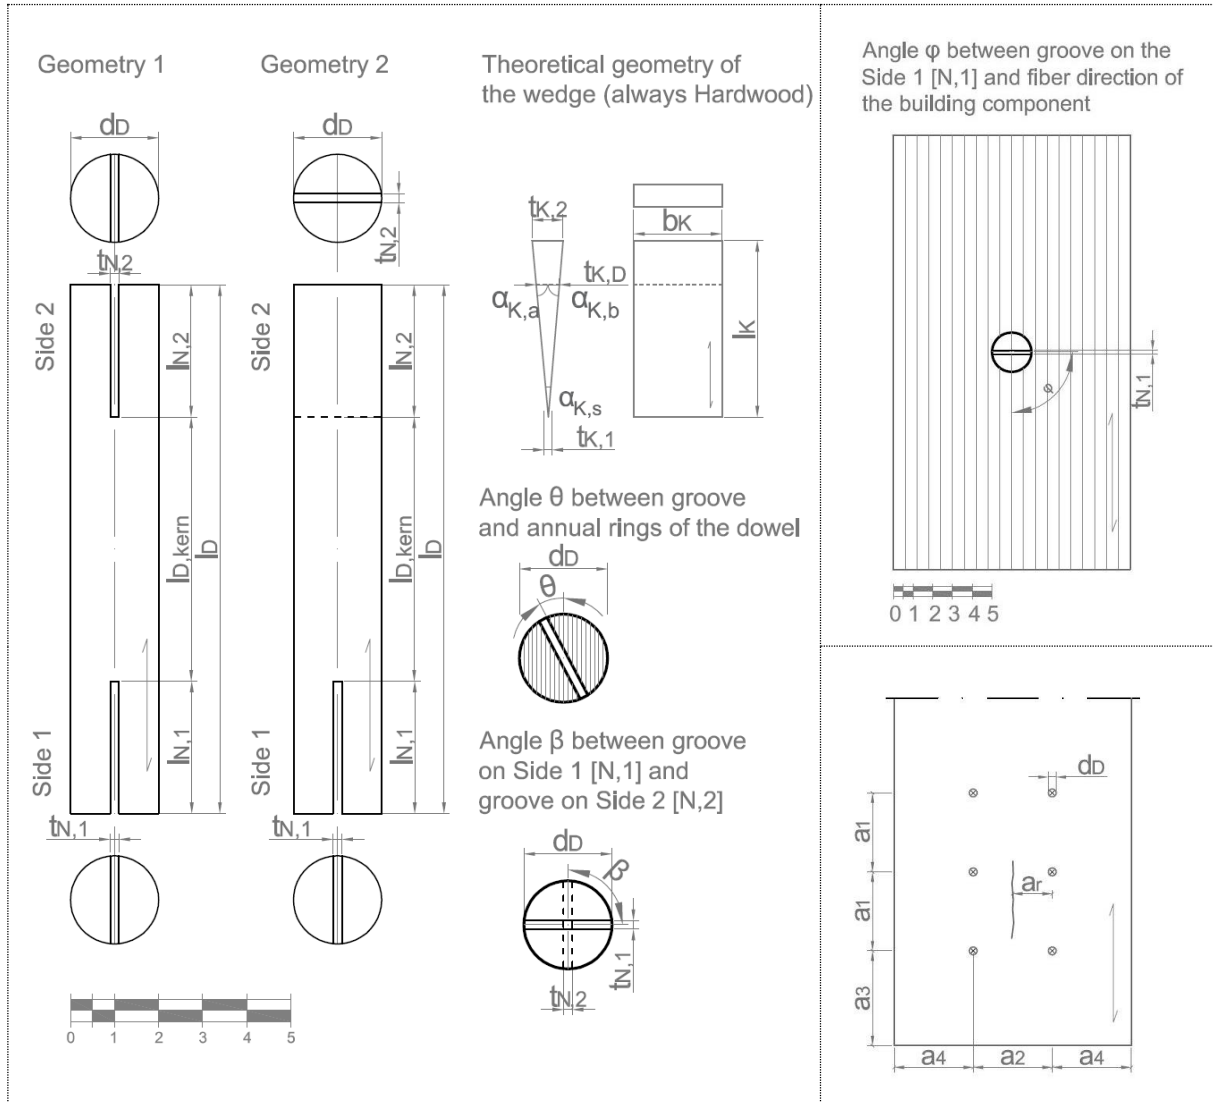 Geometry 1
Geometry 2
Theoretical geometry of
the wedge (always Hardwood)
dD
dD
tN,2
tN,2
Side 2
Side 2
lN,2
lN,2
lD,kern
lD
lD,kern
lD
Side 1
Side 1
lN,1
lN,1
tN,1
tN,1
0 1 2 3 4 5
tK,2
bK
tK,D
αK,a
αK,b
lK
αK,s
tK,1
Angle θ between groove
and annual rings of the dowel
dD
θ
Angle β between groove
on Side 1 [N,1] and
groove on Side 2 [N,2]
dD
β
tN,1
tN,2
Angle φ between groove on the
Side 1 [N,1] and fiber direction of
the building component
φ
tN,1
0 1 2 3 4 5
dD
a1
ar
a1
a3
a4 a2 a4